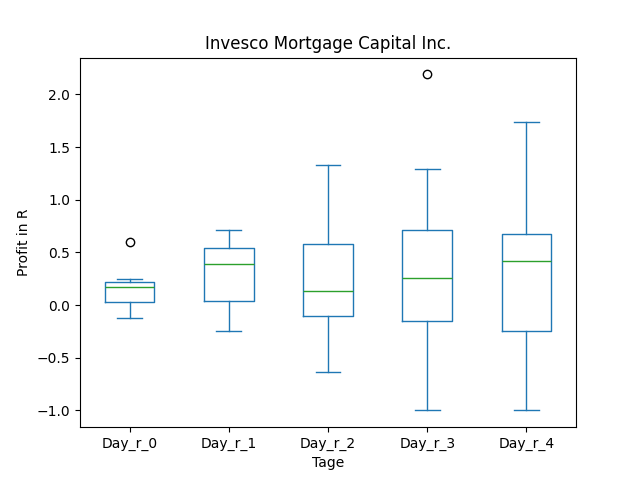 Invesco Mortgage Capital Inc.
Profit in R
2.0
1.5
1.0
0.5
0.0
−0.5
−1.0
Day_r_0 Day_r_1 Day_r_2 Day_r_3 Day_r_4
Tage